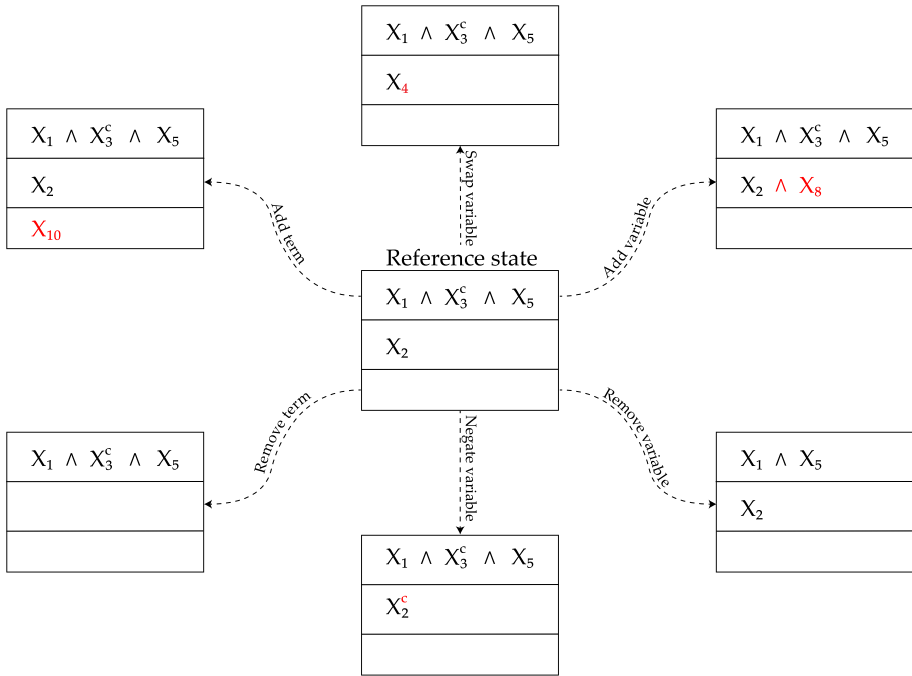 X₁ ∧ X₃ᶜ ∧ X₅
X₄
Swap variable
X₁ ∧ X₃ᶜ ∧ X₅
X₂
X₁₀
Add term
X₁ ∧ X₃ᶜ ∧ X₅
X₂ ∧ X₈
Add variable
Reference state
X₁ ∧ X₃ᶜ ∧ X₅
X₂
Remove term
X₁ ∧ X₃ᶜ ∧ X₅
Negate variable
X₁ ∧ X₃ᶜ ∧ X₅
X₂ᶜ
Remove variable
X₁ ∧ X₅
X₂